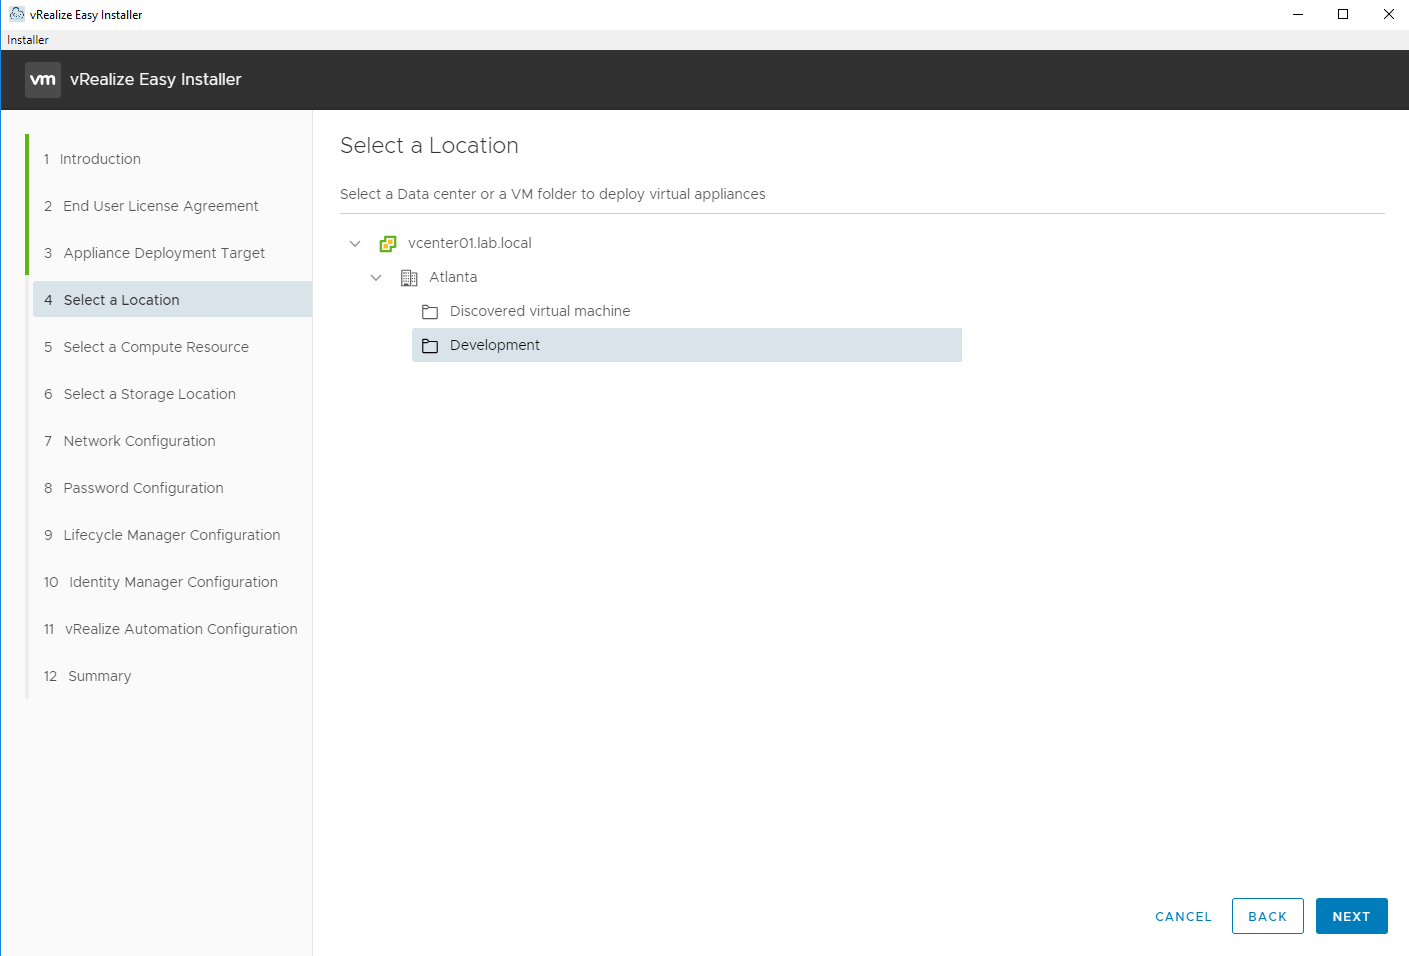 vRealize Easy Installer
Installer
vm vRealize Easy Installer
1 Introduction
2 End User License Agreement
3 Appliance Deployment Target
4 Select a Location
5 Select a Compute Resource
6 Select a Storage Location
7 Network Configuration
8 Password Configuration
9 Lifecycle Manager Configuration
10 Identity Manager Configuration
11 vRealize Automation Configuration
12 Summary
Select a Location
Select a Data center or a VM folder to deploy virtual appliances
vcenter01.lab.local
Atlanta
Discovered virtual machine
Development
CANCEL BACK NEXT